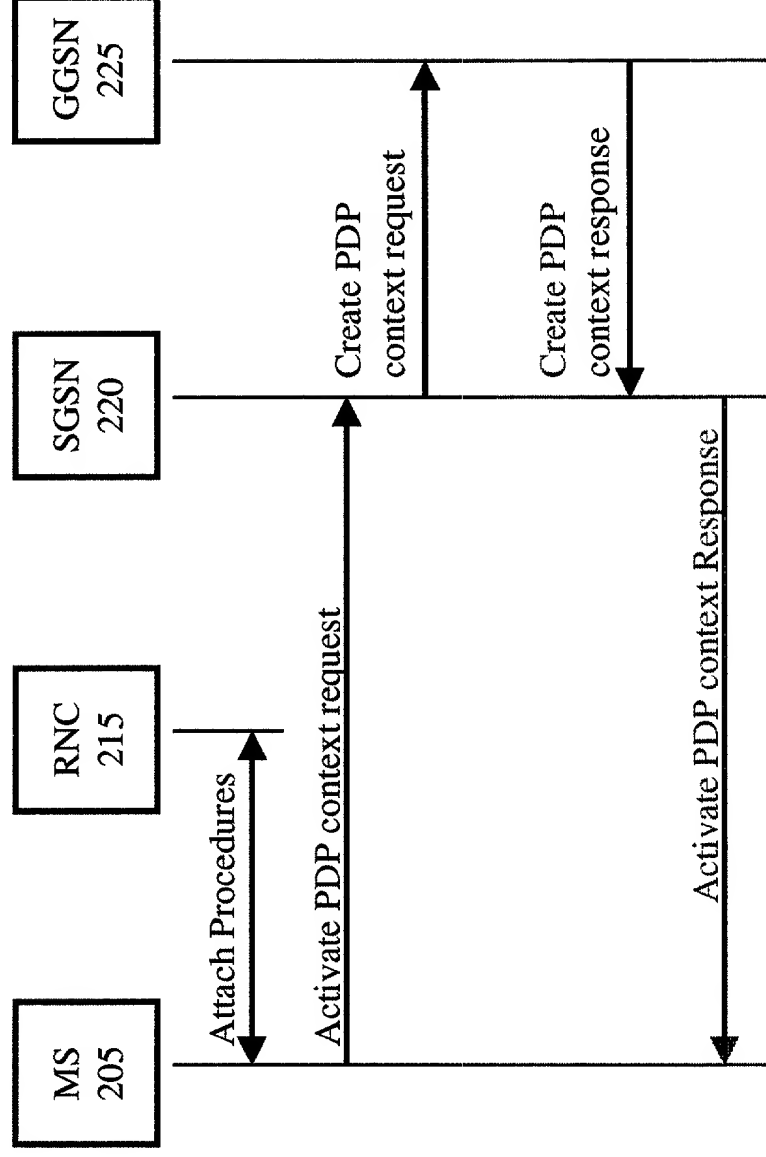 MS
205
RNC
215
SGSN
220
GGSN
225
Attach Procedures
Activate PDP context request
Create PDP
context request
Create PDP
context response
Activate PDP context Response